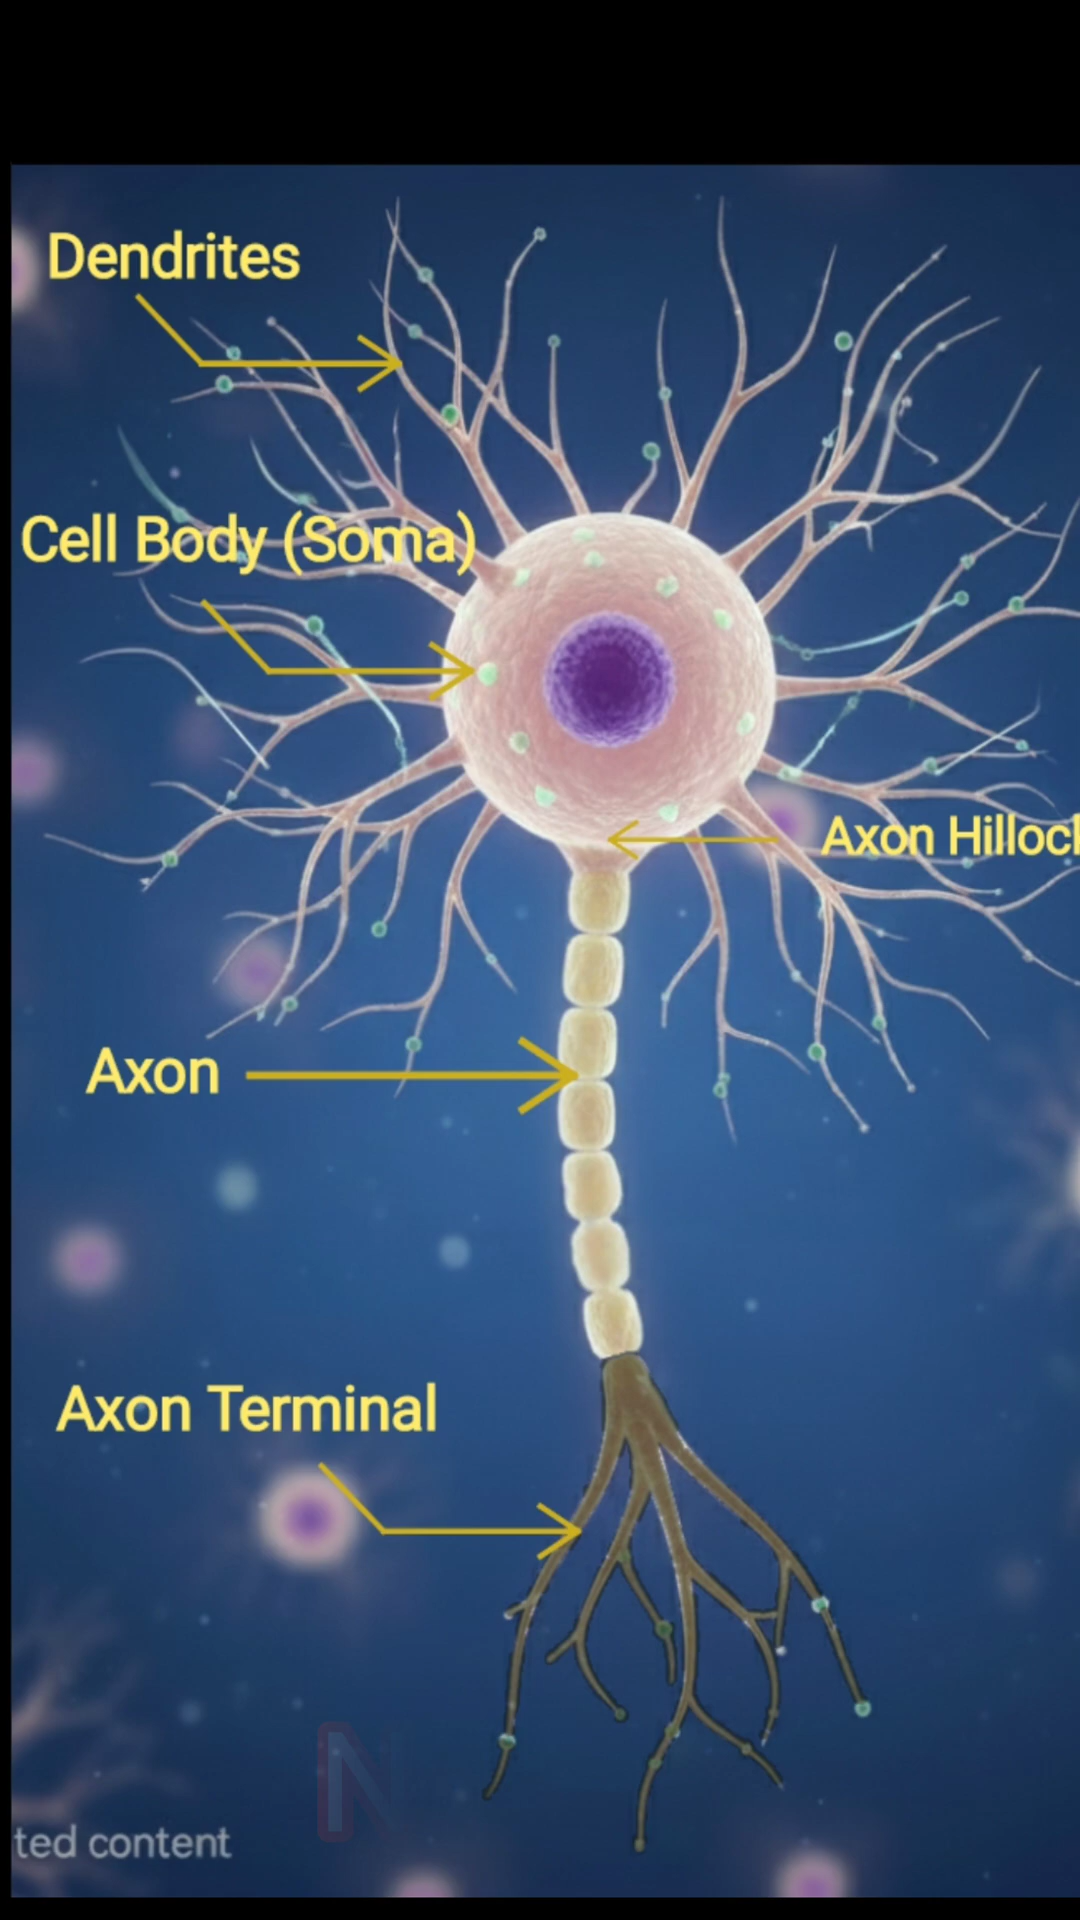 Dendrites
Cell Body (Soma)
Axon Hilloc
Axon
Axon Terminal
N
ted content